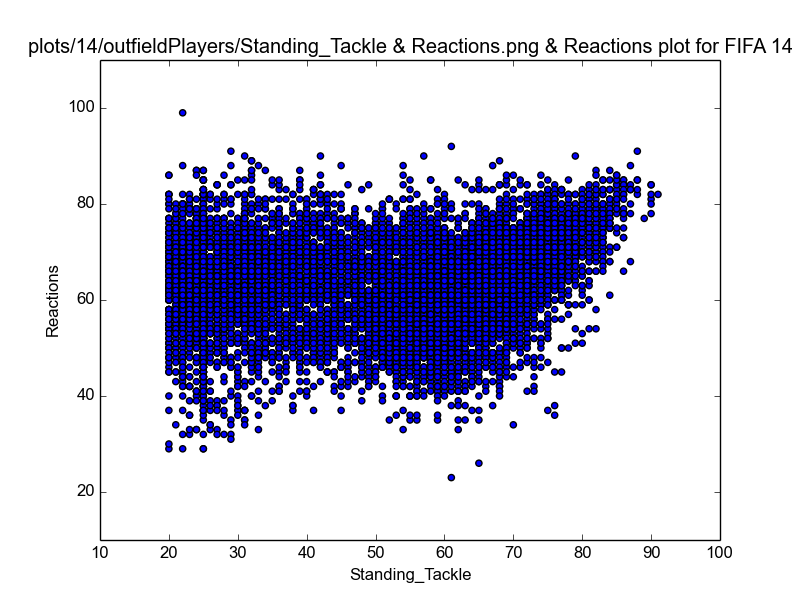 plots/14/outfieldPlayers/Standing_Tackle & Reactions.png & Reactions plot for FIFA 14
100
80
60
40
20
Reactions
10 20 30 40 50 60 70 80 90 100
Standing_Tackle